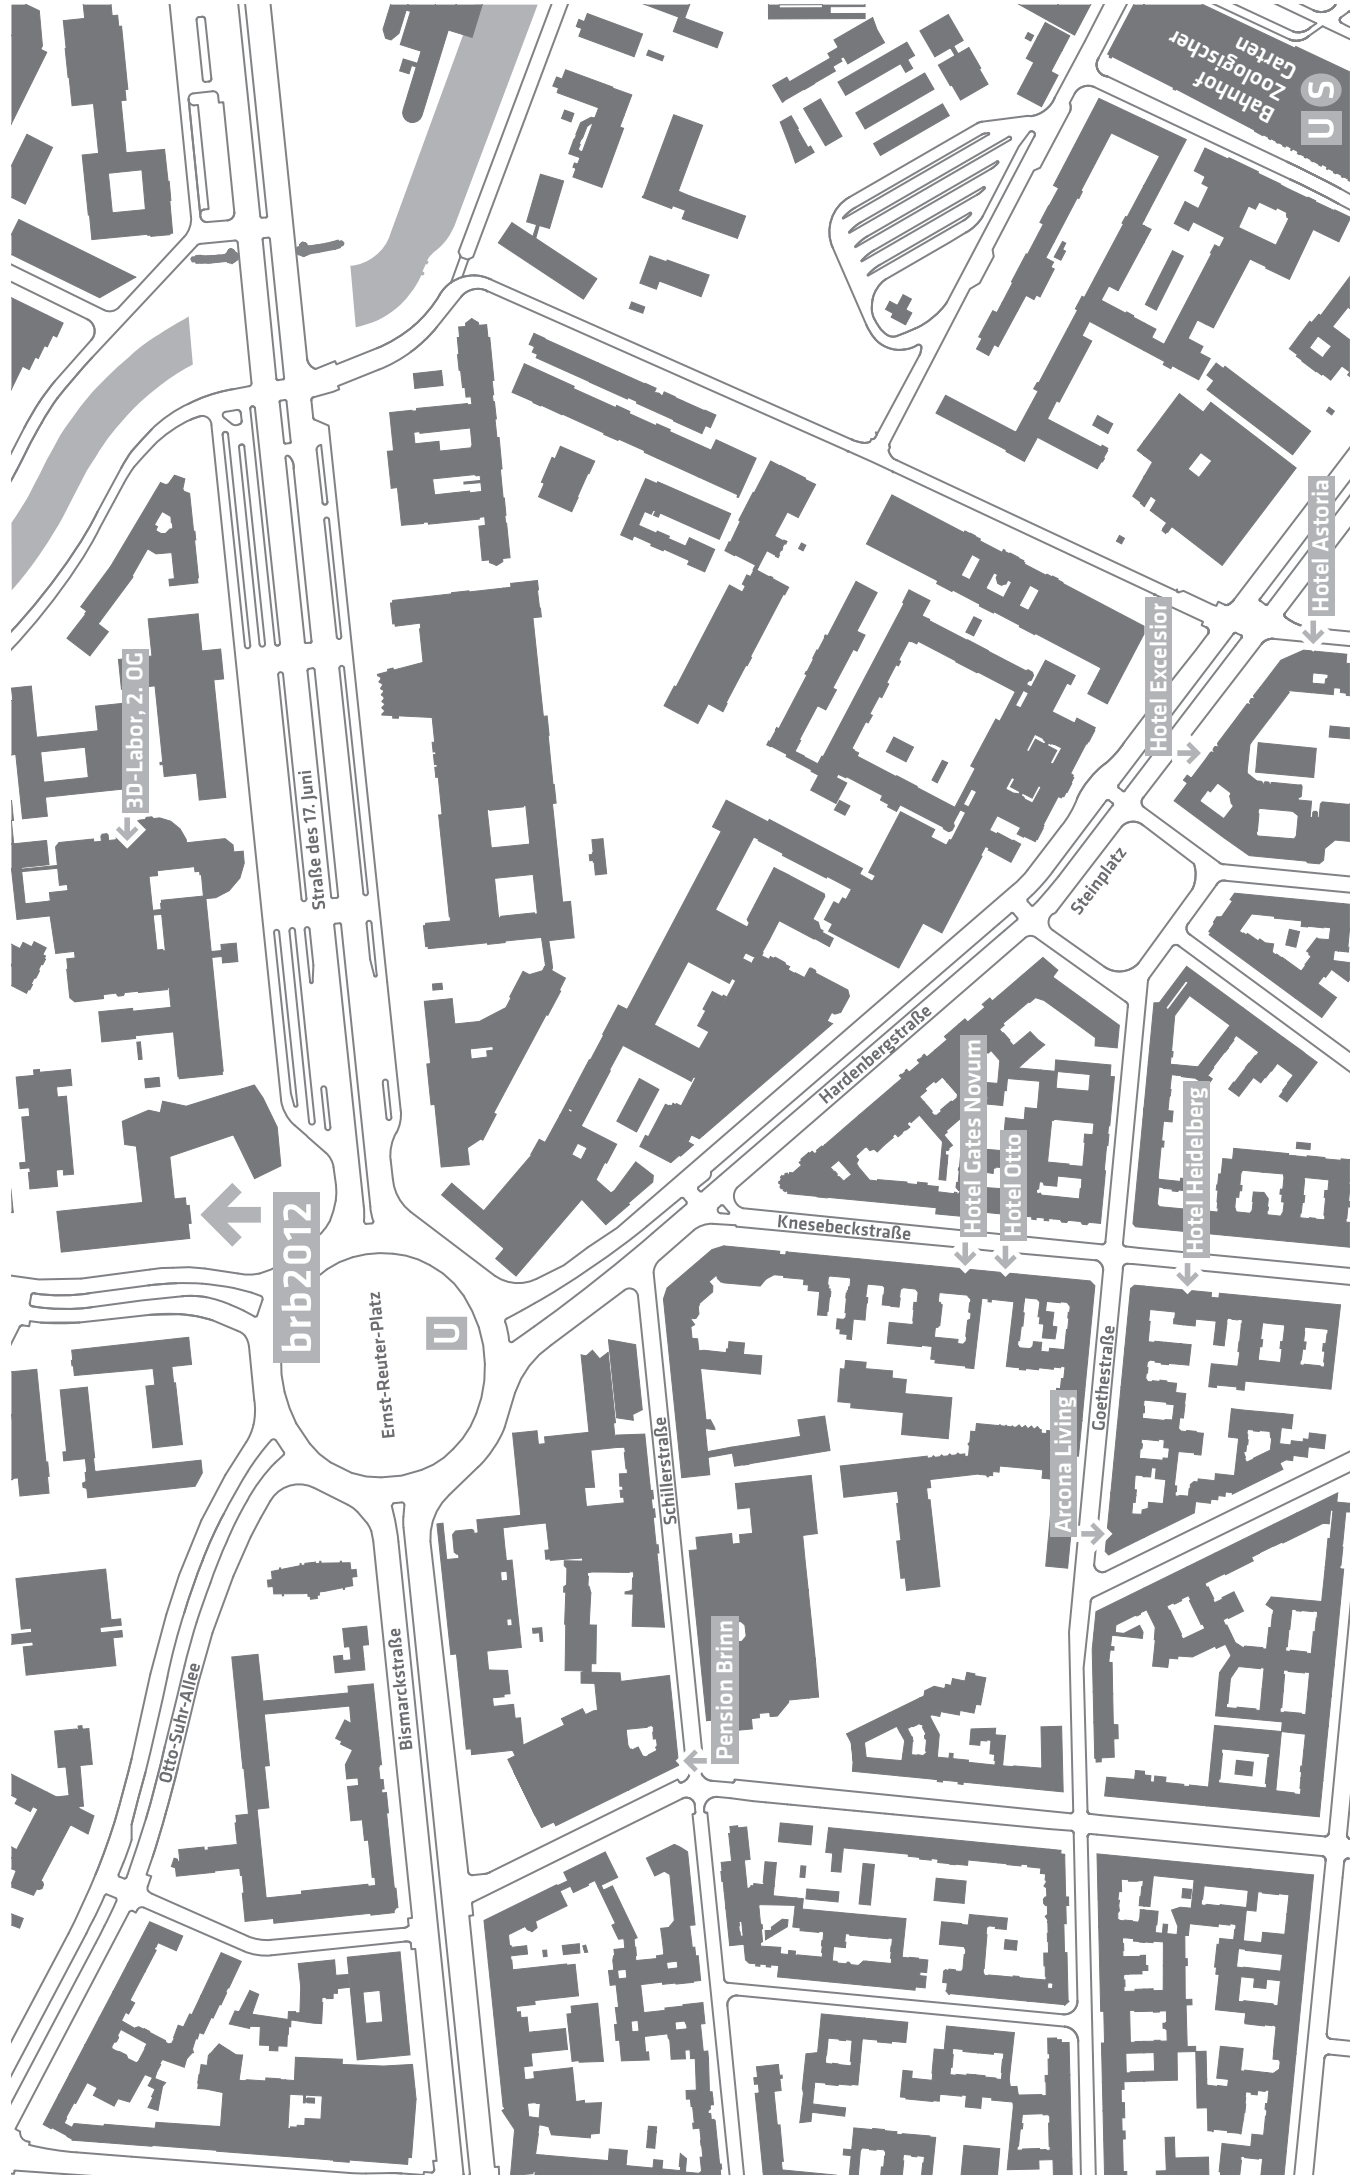 Bahnhof
Zoologischer
Garten
U S
Hotel Astoria
Hotel Excelsior
3D-Labor, 2. OG
Straße des 17. Juni
Steinplatz
Hardenbergstraße
Hotel Gates Novum
Hotel Otto
Hotel Heidelberg
Knesebeckstraße
brb2012
Ernst-Reuter-Platz
U
Goethestraße
Arcona Living
Schillerstraße
Pension Brinn
Bismarckstraße
Otto-Suhr-Allee